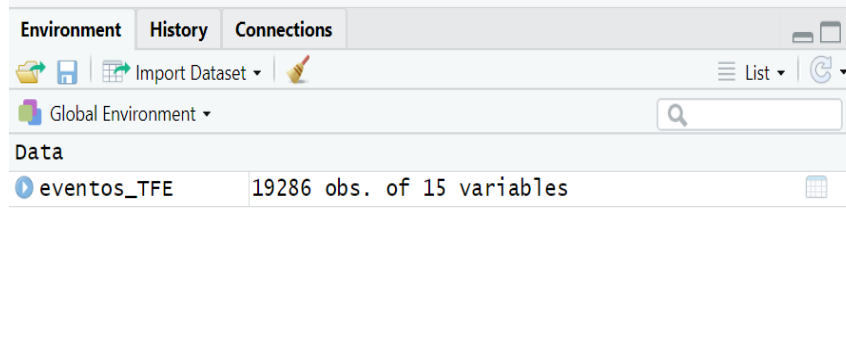 Environment History Connections
Import Dataset List
Global Environment
Data
eventos_TFE 19286 obs. of 15 variables